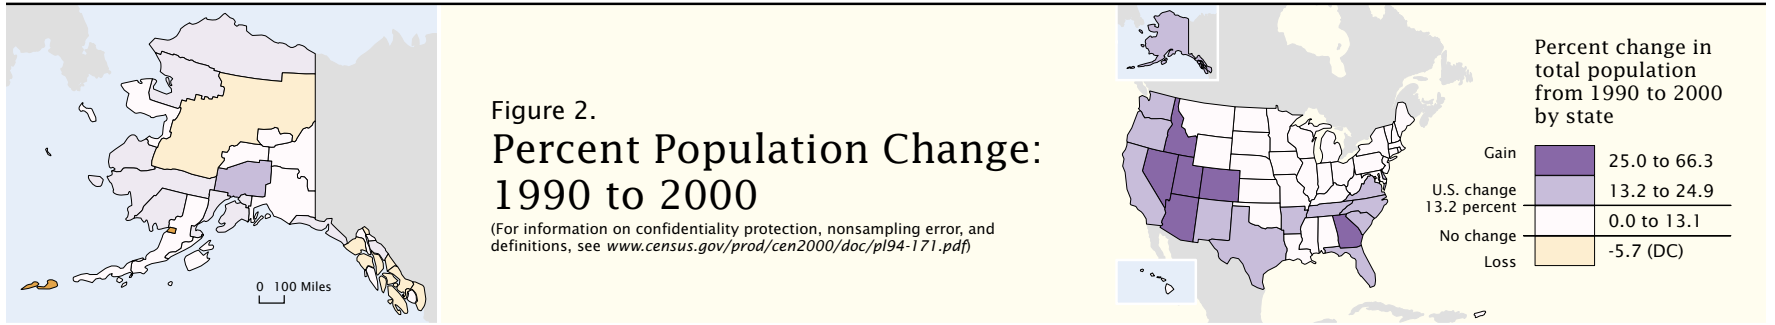 Figure 2.
Percent Population Change:
1990 to 2000
(For information on confidentiality protection, nonsampling error, and
definitions, see www.census.gov/prod/cen2000/doc/pl94-171.pdf)
0 100 Miles
Percent change in
total population
from 1990 to 2000
by state
Gain
25.0 to 66.3
U.S. change
13.2 percent
13.2 to 24.9
0.0 to 13.1
No change
Loss
-5.7 (DC)